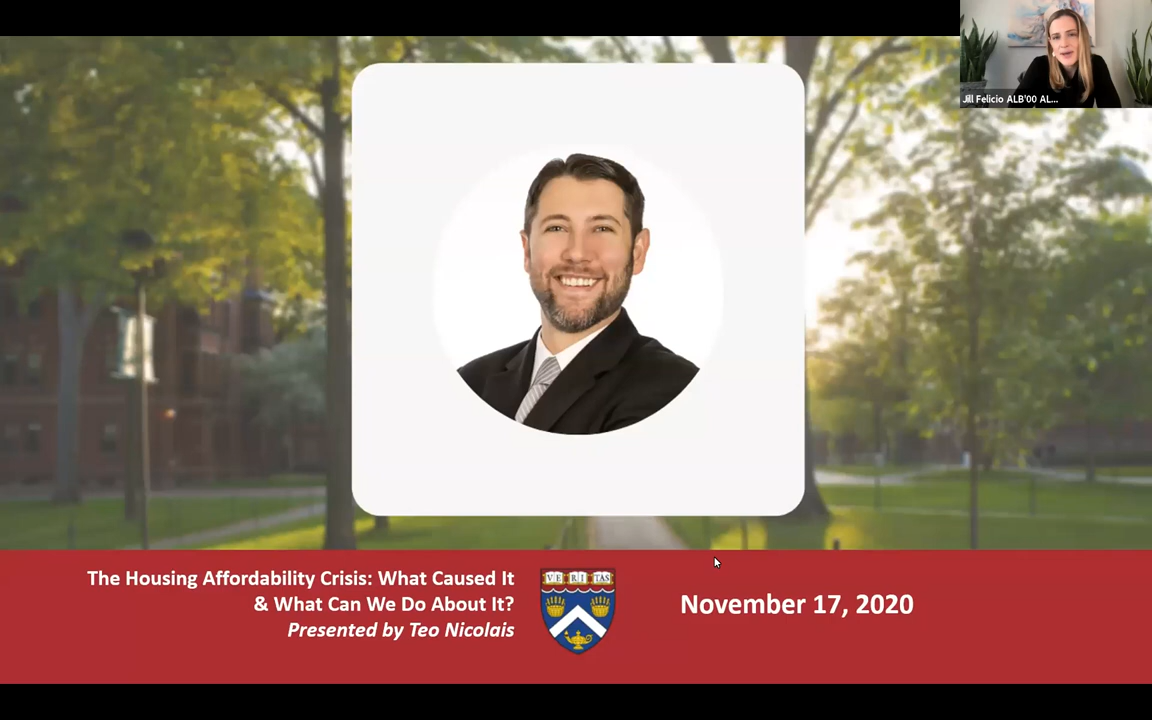 Jill Felicio ALB'00 AL...
The Housing Affordability Crisis: What Caused It
& What Can We Do About It?
Presented by Teo Nicolais
VE RI TAS
November 17, 2020